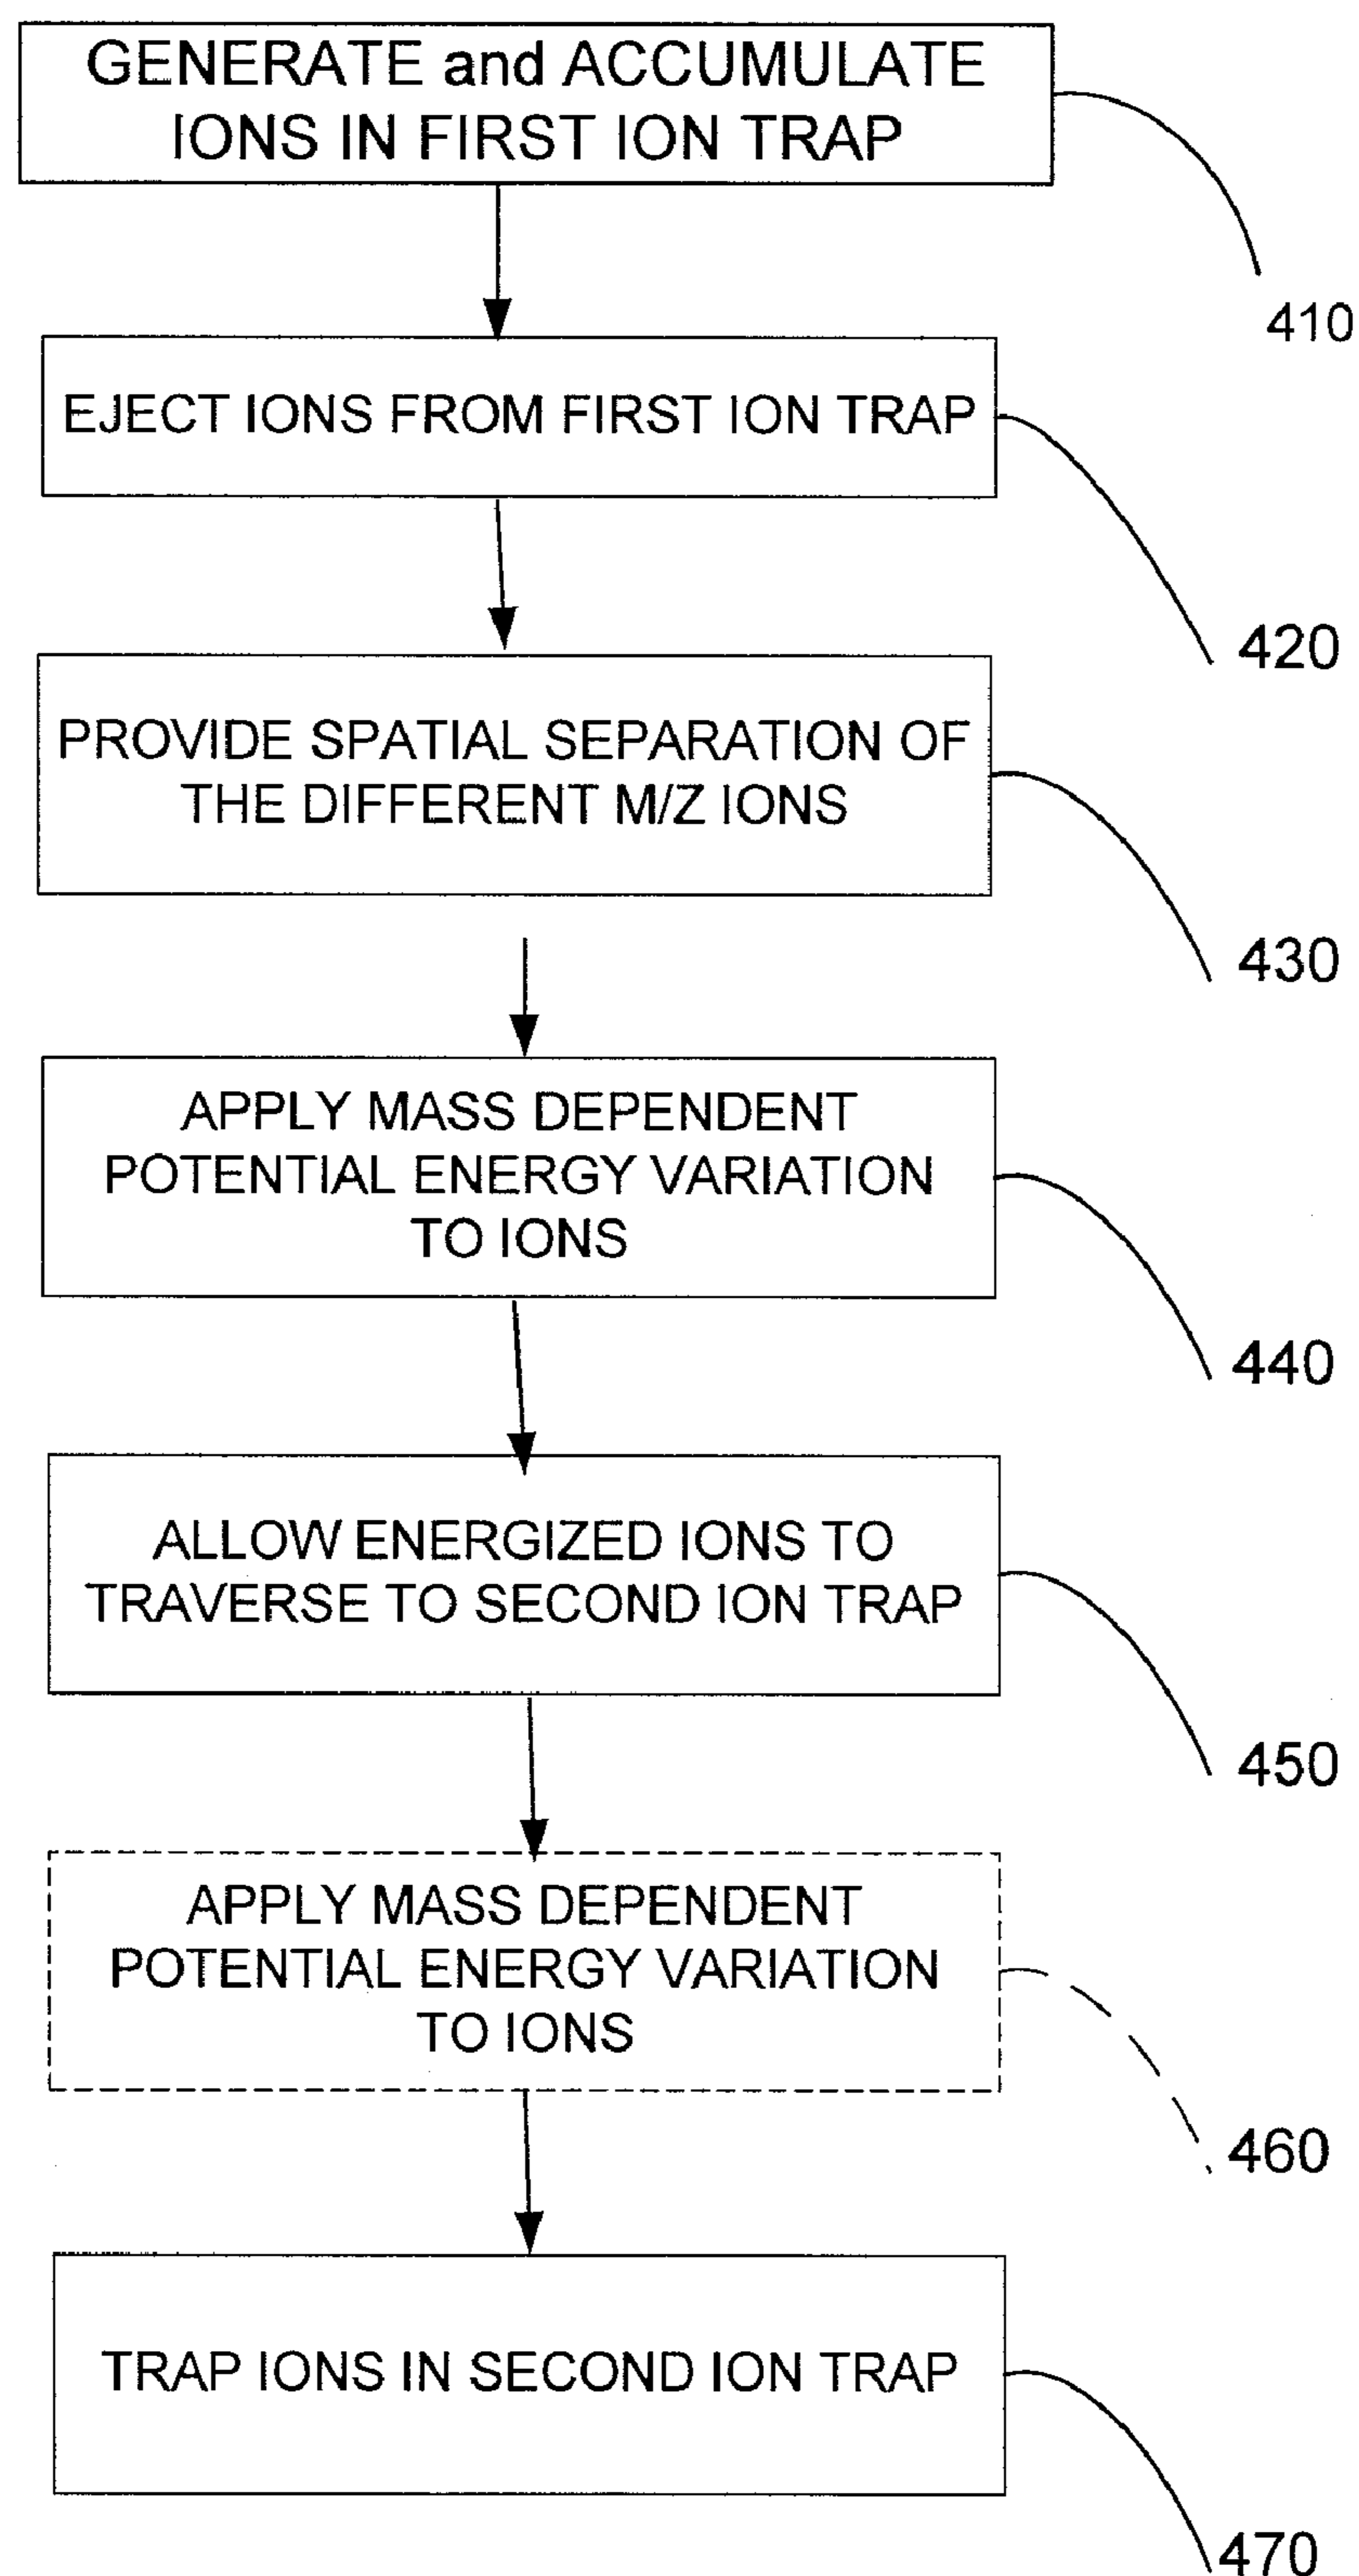 GENERATE and ACCUMULATE
IONS IN FIRST ION TRAP
410
EJECT IONS FROM FIRST ION TRAP
420
PROVIDE SPATIAL SEPARATION OF
THE DIFFERENT M/Z IONS
430
APPLY MASS DEPENDENT
POTENTIAL ENERGY VARIATION
TO IONS
440
ALLOW ENERGIZED IONS TO
TRAVERSE TO SECOND ION TRAP
450
APPLY MASS DEPENDENT
POTENTIAL ENERGY VARIATION
TO IONS
460
TRAP IONS IN SECOND ION TRAP
470